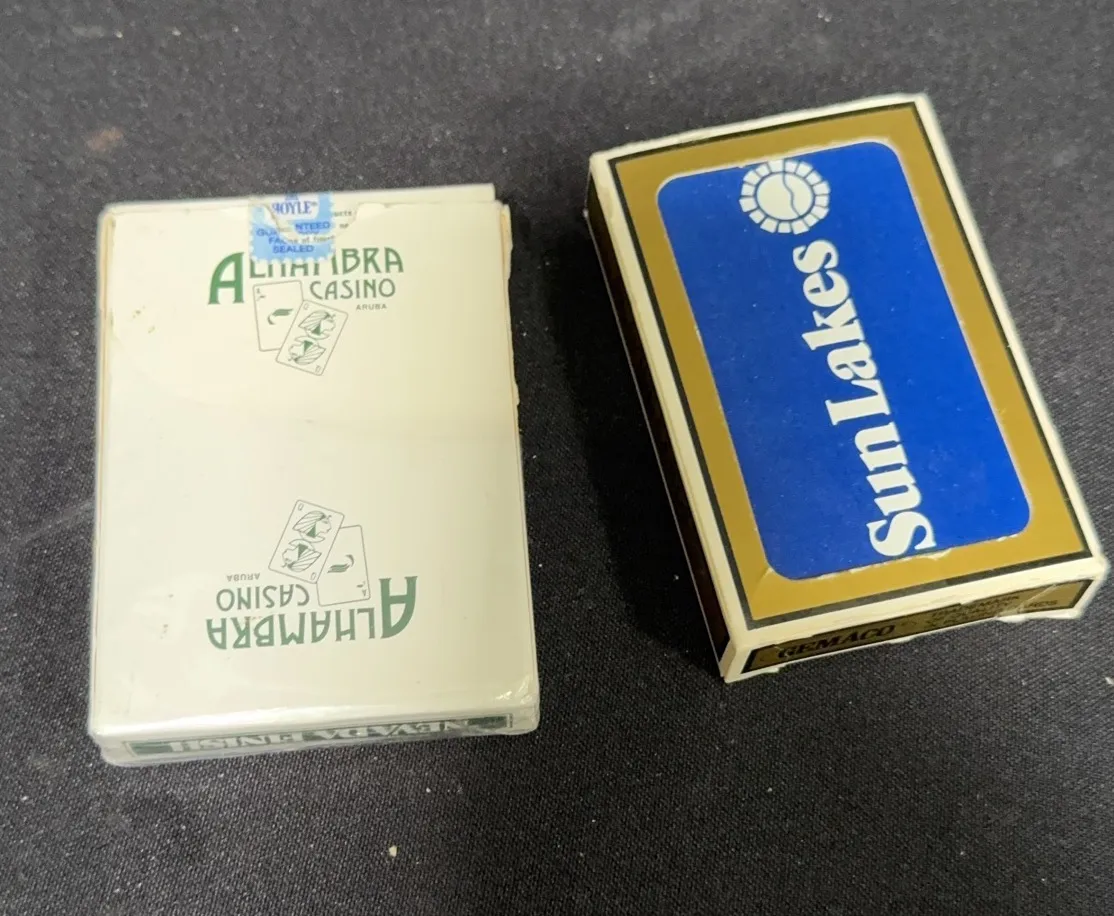 HOYLE
GUARANTEED
SEALED
ALHAMBRA
CASINO
ARUBA
ARUBA
CASINO
ALHAMBRA
NEVADA FINISH
Sun Lakes
GEMACO